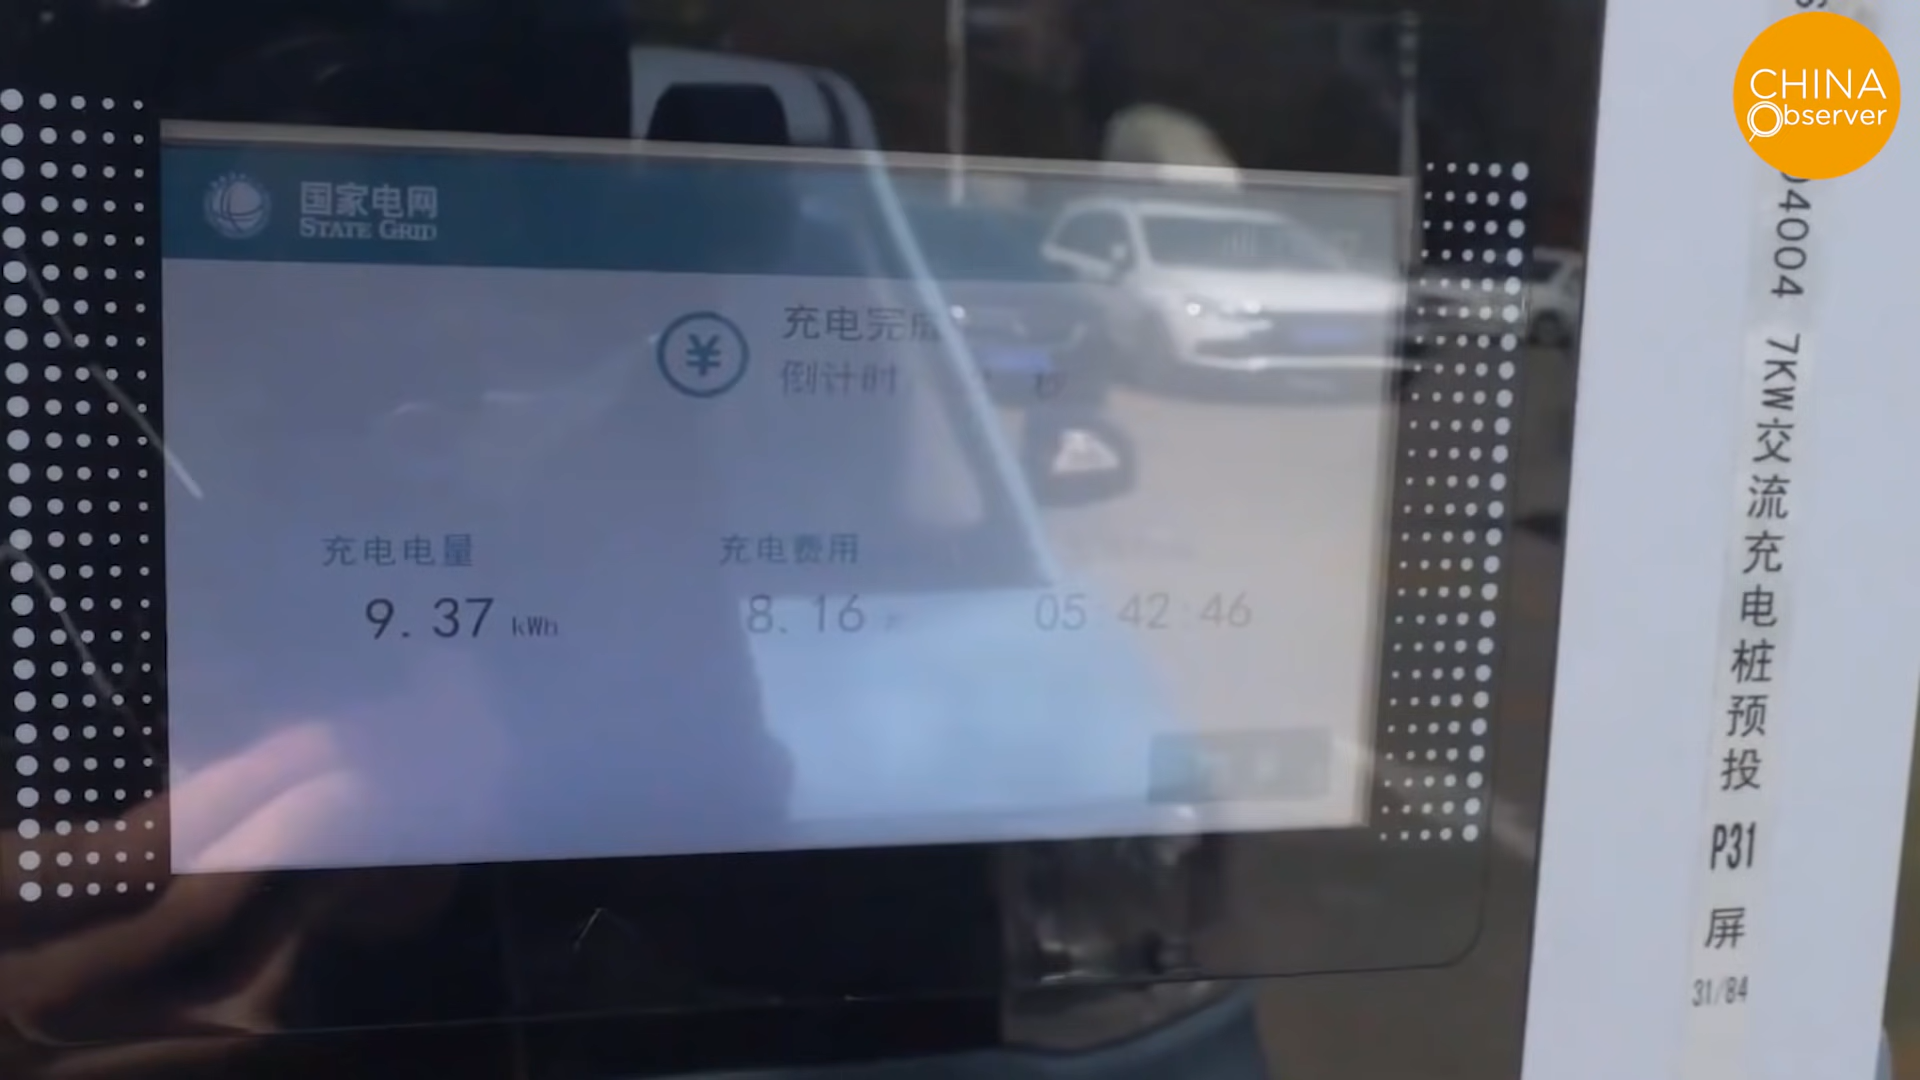 CHINA
Observer
国家电网
STATE GRID
充电完成
倒计时 秒
充电电量
充电费用
9.37 kWh
8.16
05:42:46
04004 7KW交流充电桩预投 P31 屏
31/84